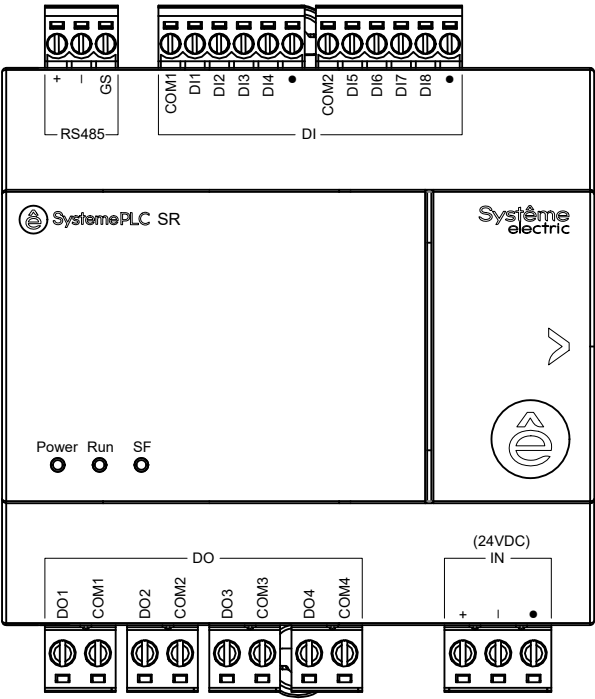 + – GS
RS485
COM1 DI1 DI2 DI3 DI4 • COM2 DI5 DI6 DI7 DI8 •
DI
ê SystemePLC SR
Système
electric
ê
Power Run SF
(24VDC)
DO
IN
DO1 COM1 DO2 COM2 DO3 COM3 DO4 COM4
+ – •